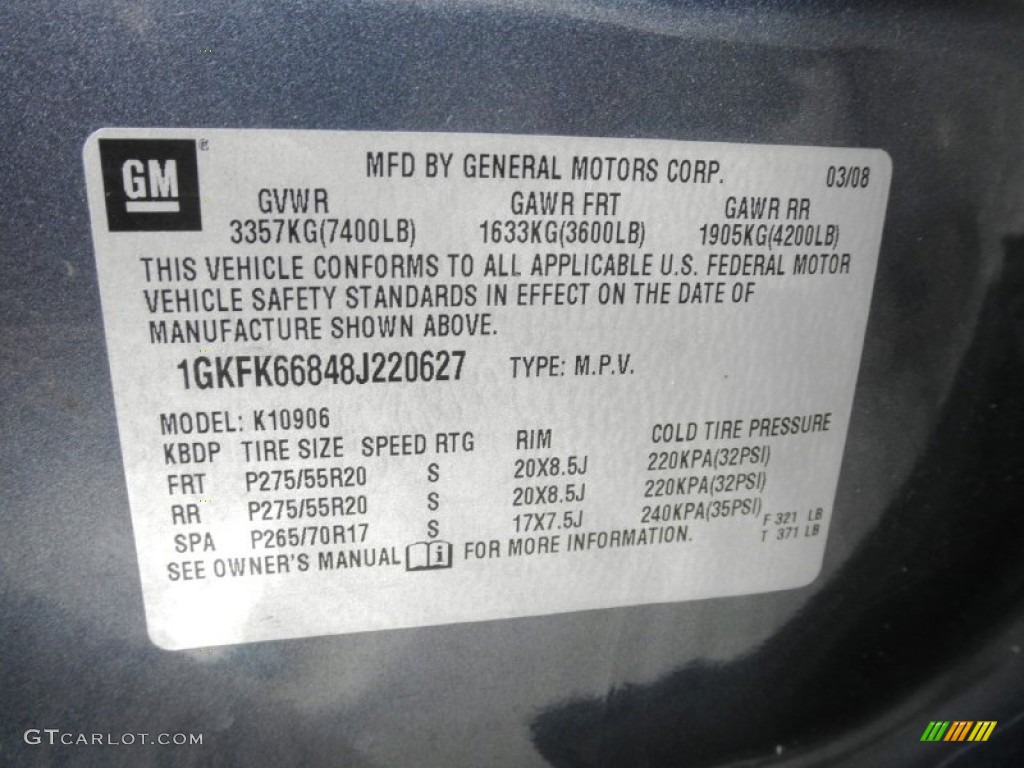 GM®
MFD BY GENERAL MOTORS CORP. 03/08
GVWR GAWR FRT GAWR RR
3357KG(7400LB) 1633KG(3600LB) 1905KG(4200LB)
THIS VEHICLE CONFORMS TO ALL APPLICABLE U.S. FEDERAL MOTOR
VEHICLE SAFETY STANDARDS IN EFFECT ON THE DATE OF
MANUFACTURE SHOWN ABOVE.
1GKFK66848J220627 TYPE: M.P.V.
MODEL: K10906
KBDP TIRE SIZE SPEED RTG RIM COLD TIRE PRESSURE
FRT P275/55R20 S 20X8.5J 220KPA(32PSI)
RR P275/55R20 S 20X8.5J 220KPA(32PSI)
SPA P265/70R17 S 17X7.5J 240KPA(35PSI)
SEE OWNER'S MANUAL i FOR MORE INFORMATION.
F 321 LB
T 371 LB
GTCARLOT.COM